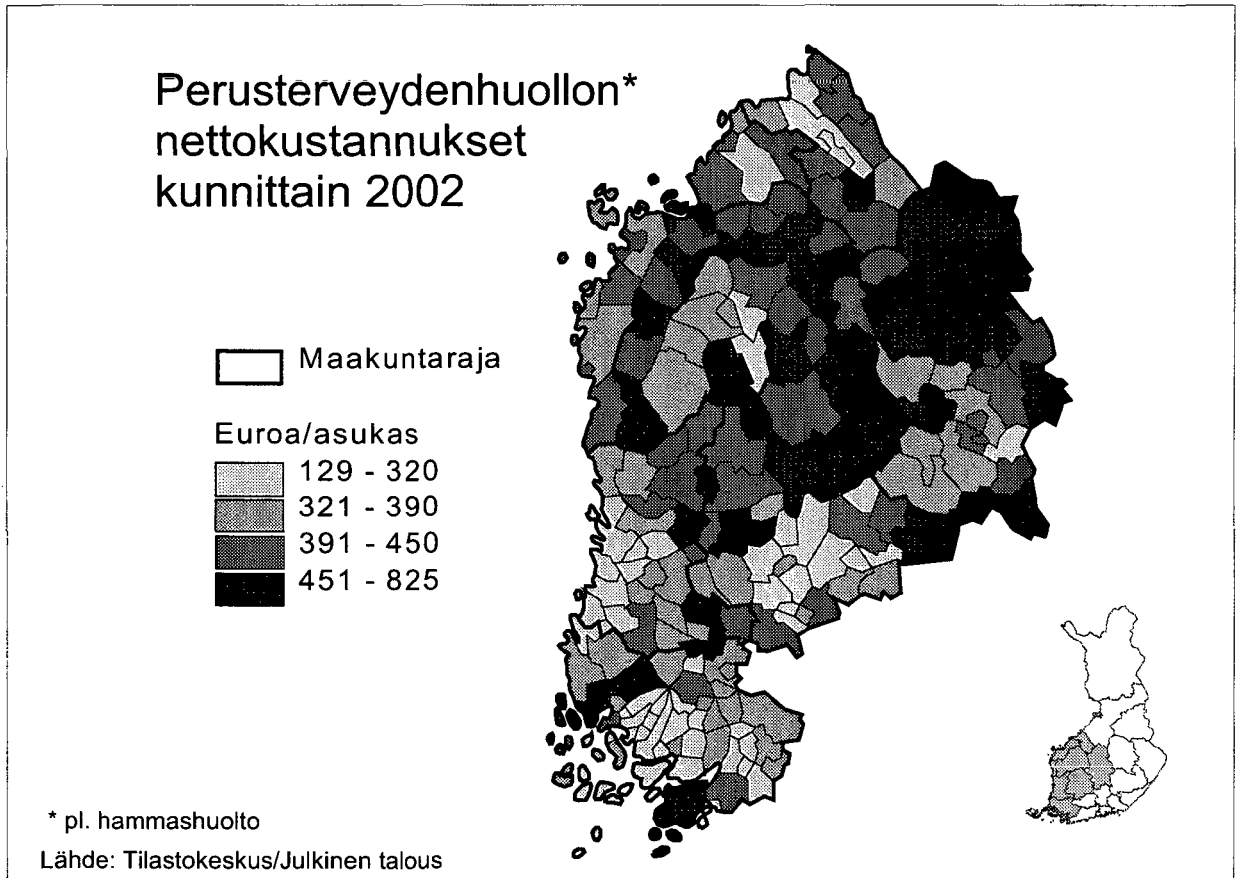 Perusterveydenhuollon*
nettokustannukset
kunnittain 2002
Maakuntaraja
Euroa/asukas
129 - 320
321 - 390
391 - 450
451 - 825
* pl. hammashuolto
Lähde: Tilastokeskus/Julkinen talous